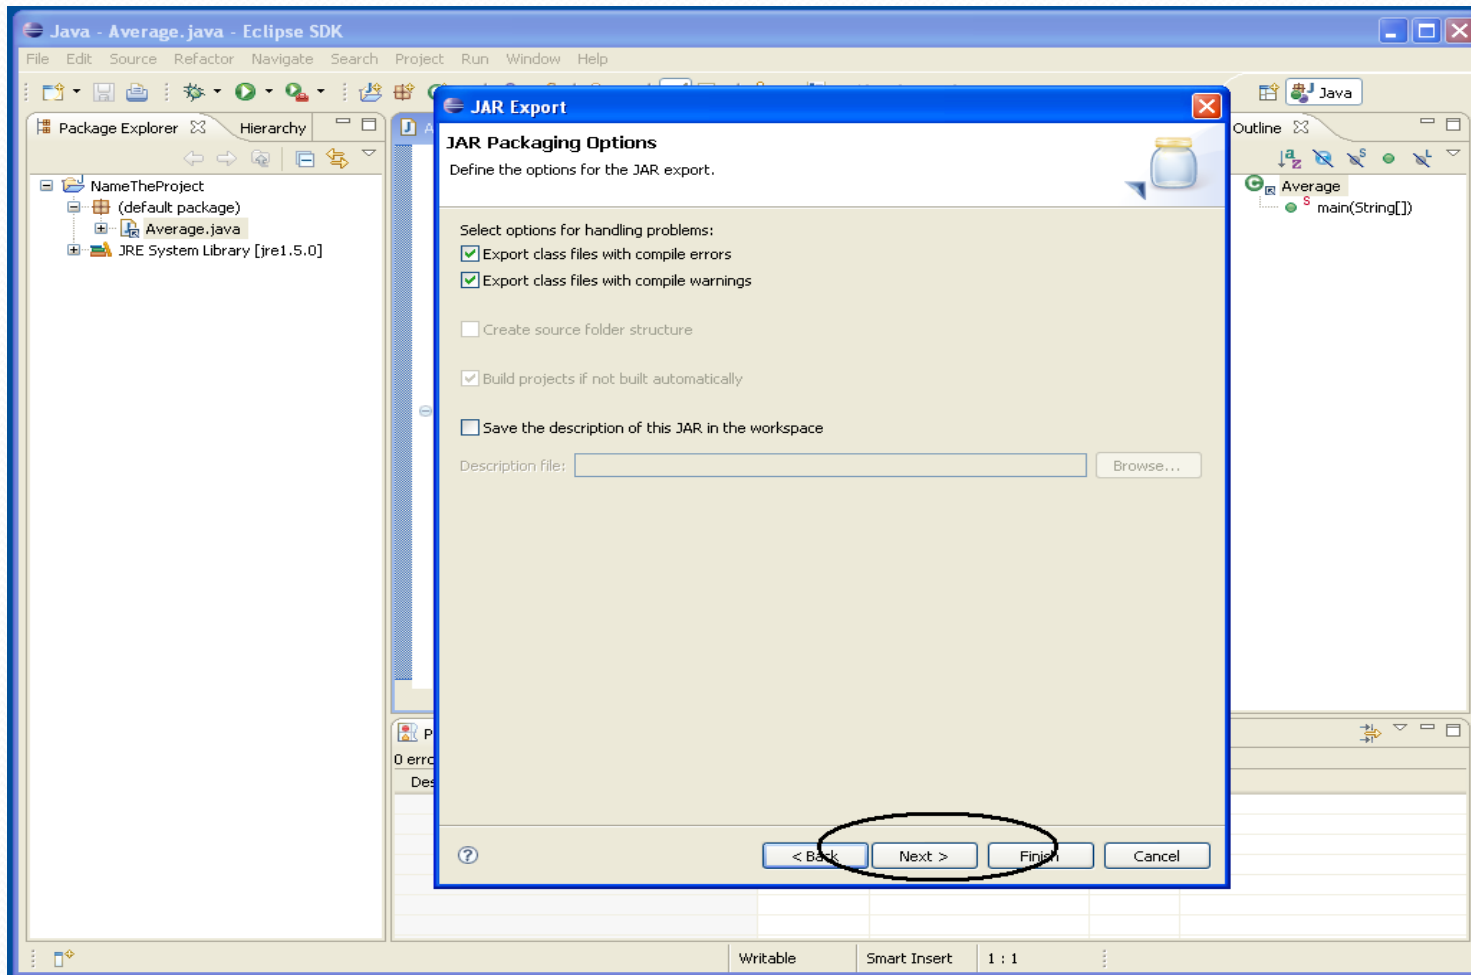 Java - Average.java - Eclipse SDK
File Edit Source Refactor Navigate Search Project Run Window Help
Java
Package Explorer Hierarchy
NameTheProject
(default package)
Average.java
JRE System Library [jre1.5.0]
JAR Export
JAR Packaging Options
Define the options for the JAR export.
Select options for handling problems:
Export class files with compile errors
Export class files with compile warnings
Create source folder structure
Build projects if not built automatically
Save the description of this JAR in the workspace
Description file: Browse...
< Back Next > Finish Cancel
Outline
Average
main(String[])
0 erro
Des
Writable Smart Insert 1 : 1